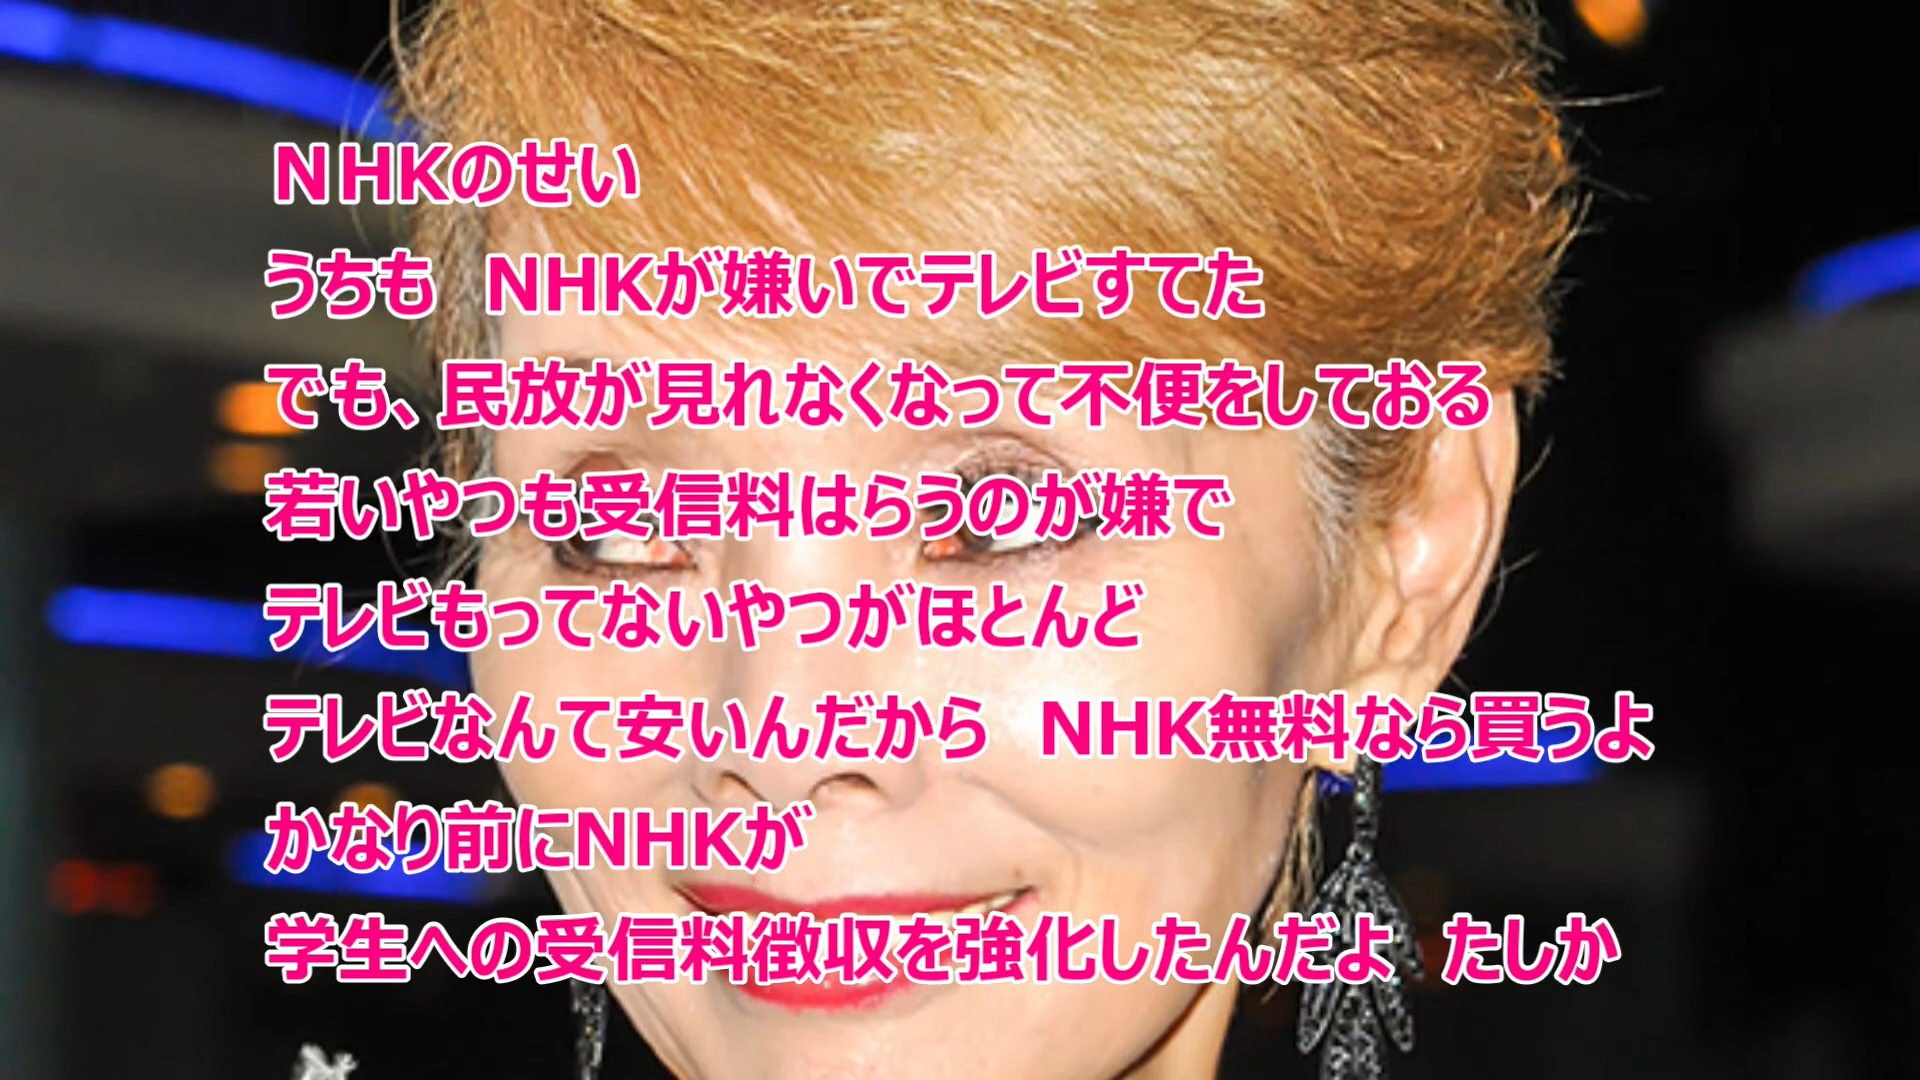 NHKのせい
うちも　NHKが嫌いでテレビすてた
でも、民放が見れなくなって不便をしておる
若いやつも受信料はらうのが嫌で
テレビもってないやつがほとんど
テレビなんて安いんだから　NHK無料なら買うよ
かなり前にNHKが
学生への受信料徴収を強化したんだよ　たしか